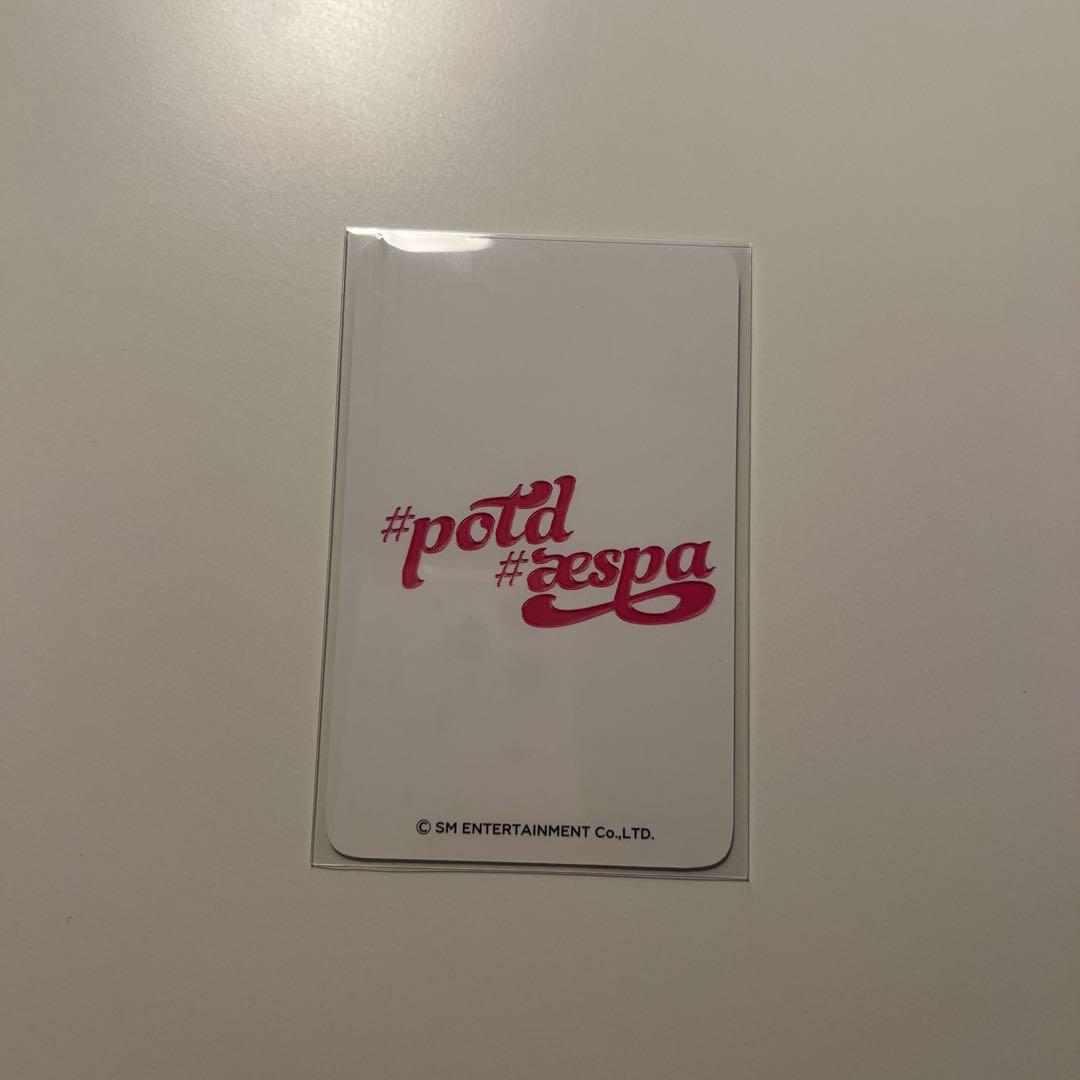 #potd
#æspa
© SM ENTERTAINMENT Co.,LTD.